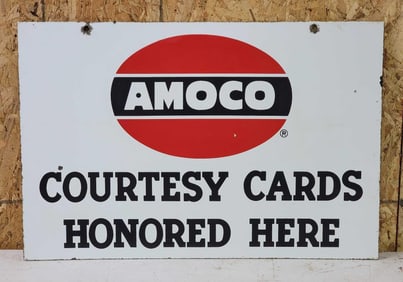 AMOCO
®
COURTESY CARDS
HONORED HERE